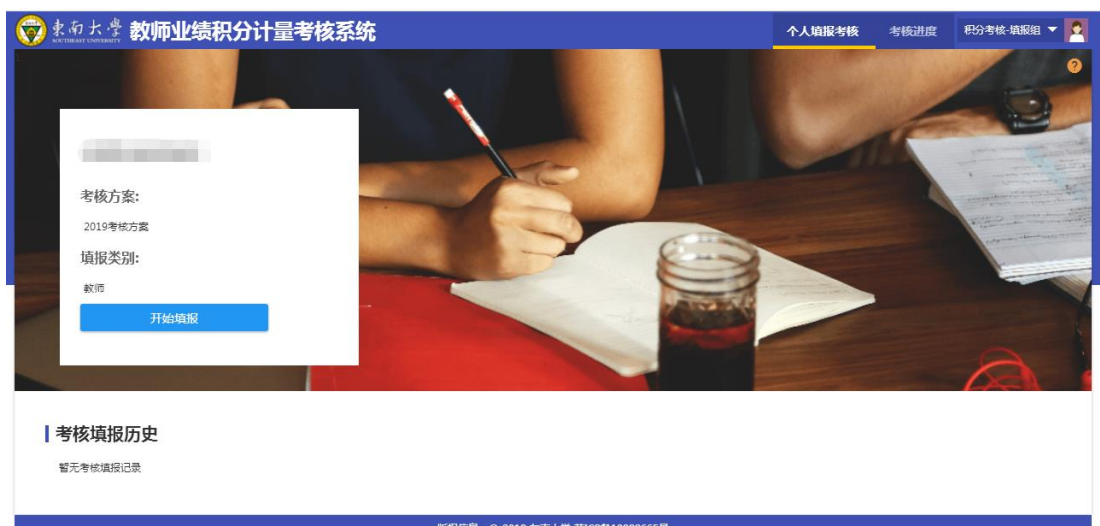 东南大学 教师业绩积分计量考核系统
SOUTHEAST UNIVERSITY
个人填报考核 考核进度 积分考核-填报组
?
考核方案:
2019考核方案
填报类别:
教师
开始填报
考核填报历史
暂无考核填报记录